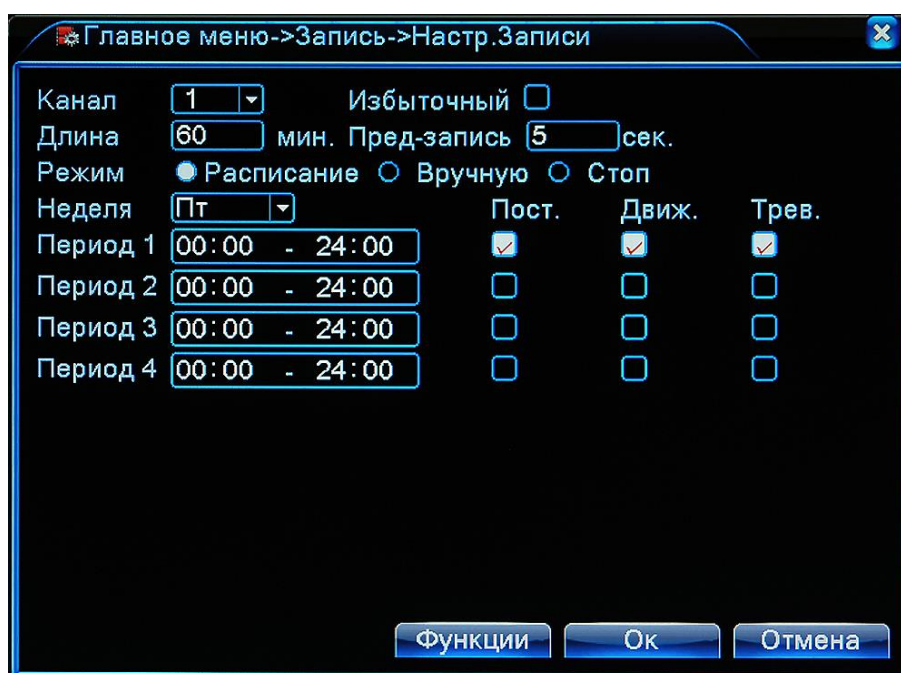 Главное меню->Запись->Настр.Записи
Канал 1 Избыточный
Длина 60 мин. Пред-запись 5 сек.
Режим Расписание Вручную Стоп
Неделя Пт Пост. Движ. Трев.
Период 1 00:00 - 24:00
Период 2 00:00 - 24:00
Период 3 00:00 - 24:00
Период 4 00:00 - 24:00
Функции Ок Отмена